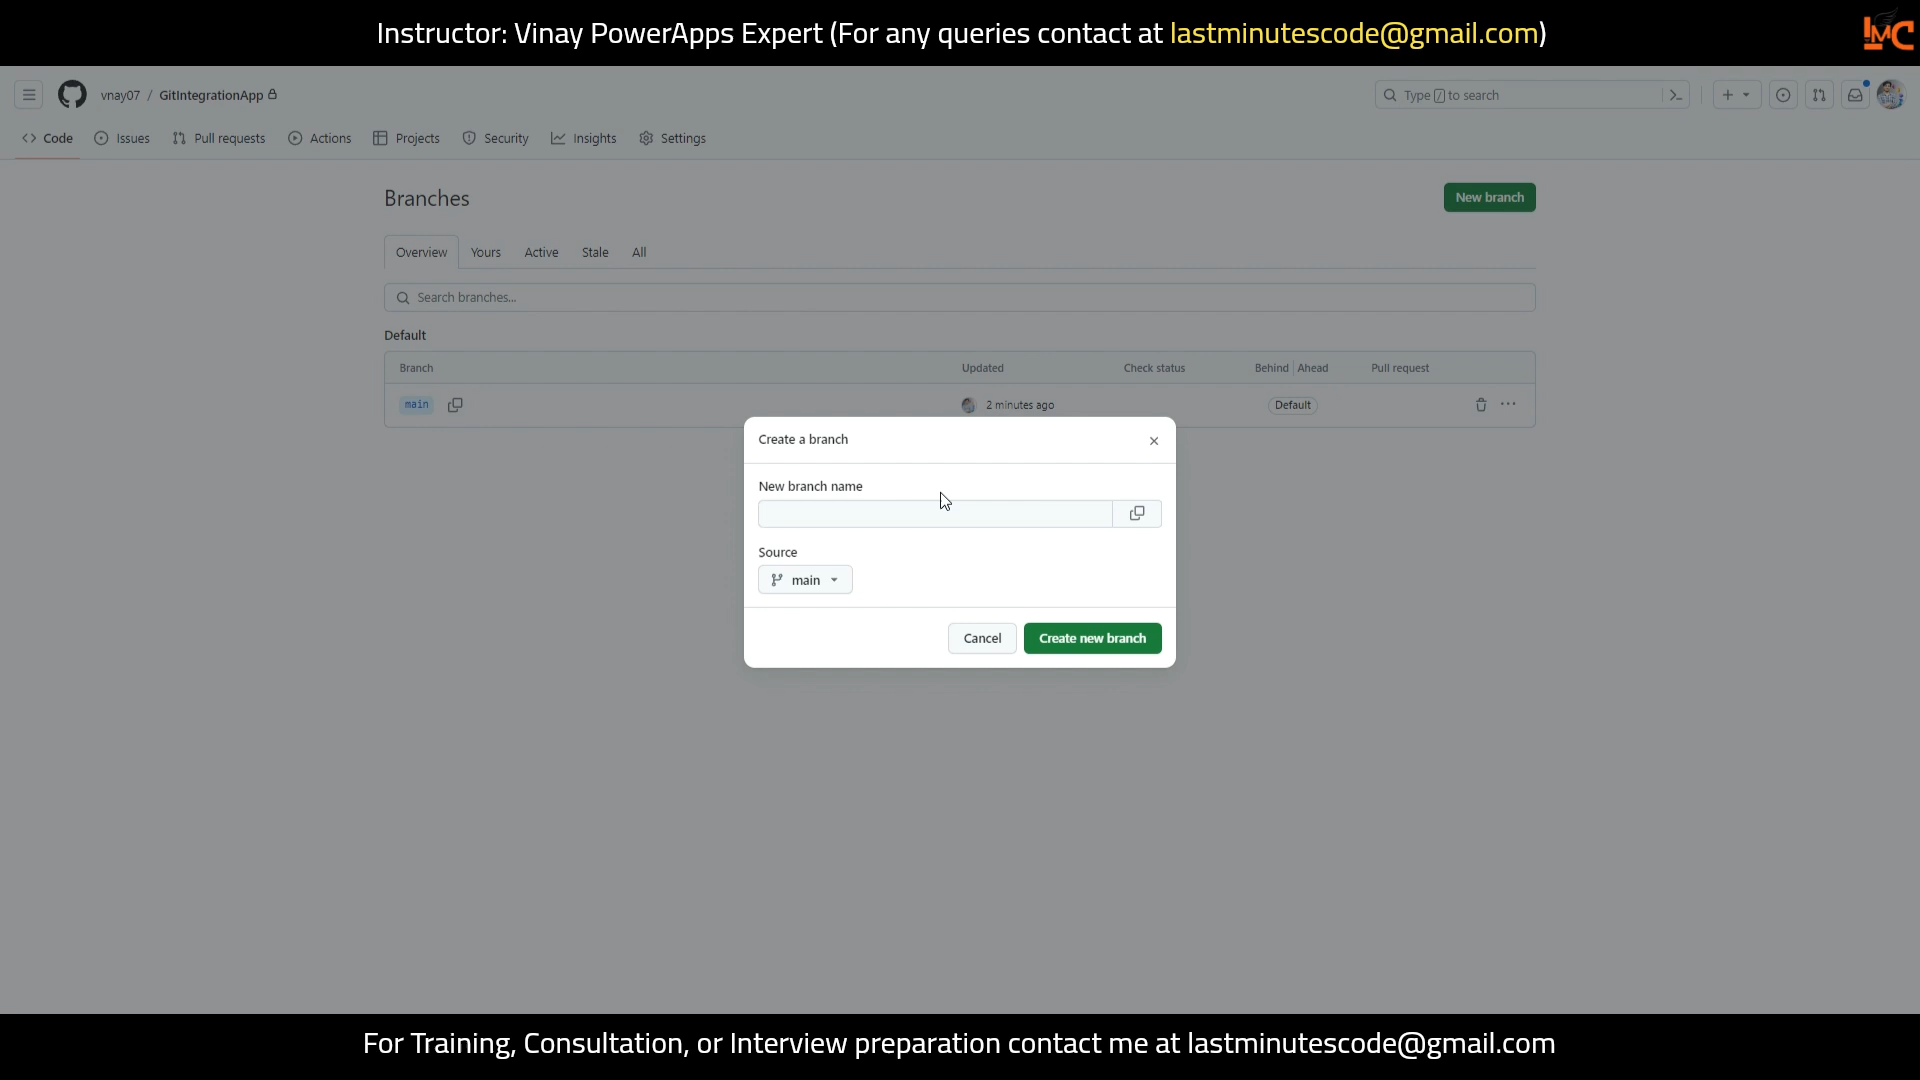 Instructor: Vinay PowerApps Expert (For any queries contact at lastminutescode@gmail.com)
LMC
vnay07 / GitIntegrationApp
Type / to search
Code Issues Pull requests Actions Projects Security Insights Settings
Branches
New branch
Overview Yours Active Stale All
Search branches...
Default
Branch Updated Check status Behind Ahead Pull request
main 2 minutes ago Default
Create a branch
New branch name
Source
main
Cancel Create new branch
For Training, Consultation, or Interview preparation contact me at lastminutescode@gmail.com